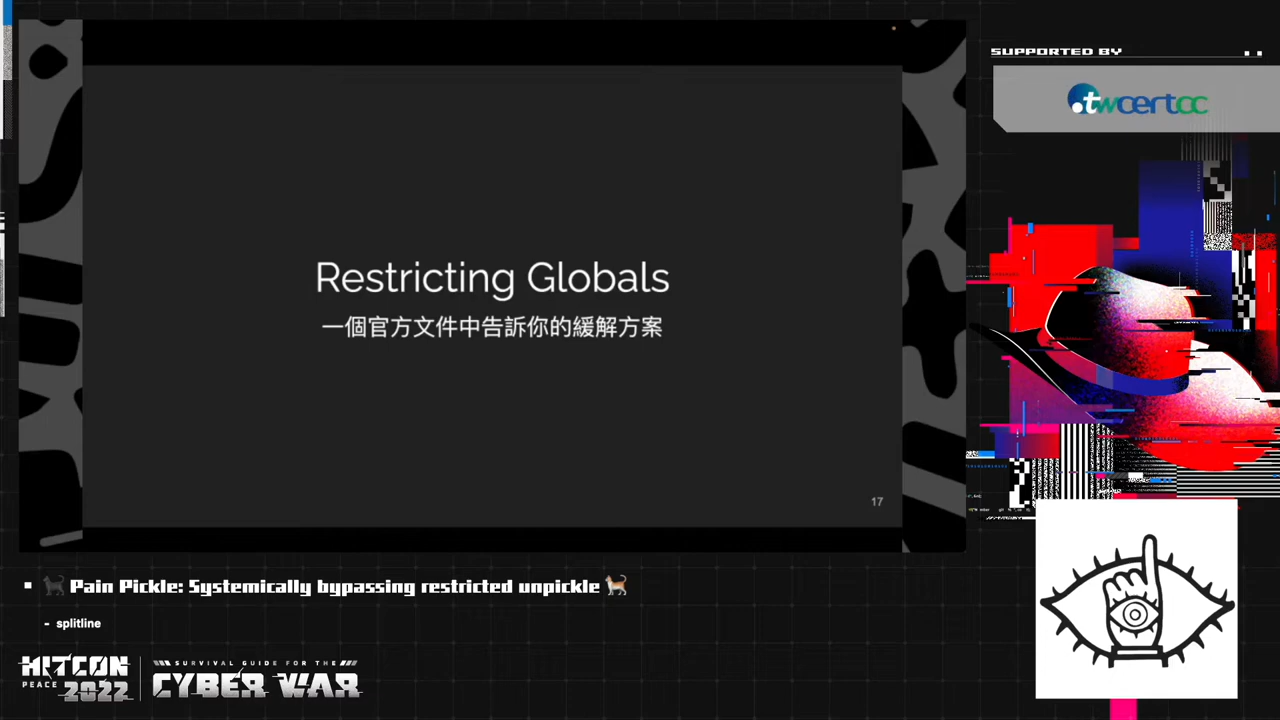 SUPPORTED BY
twcertcc
Restricting Globals
一個官方文件中告訴你的緩解方案
17
Pain Pickle: Systemically bypassing restricted unpickle
- splitline
HITCON
PEACE 2022
SURVIVAL GUIDE FOR THE
CYBER WAR